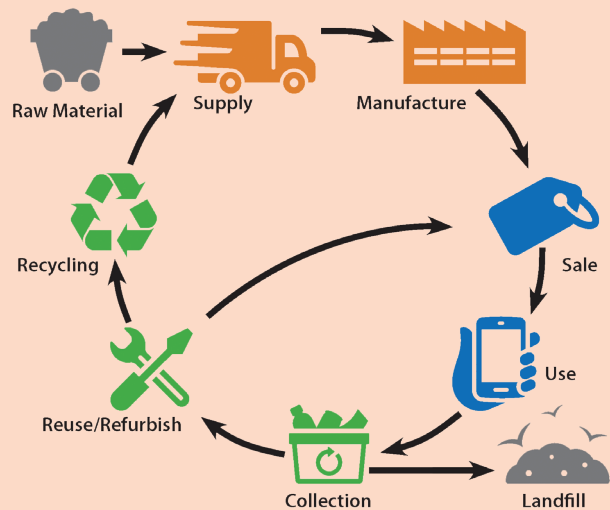 Raw Material
Supply
Manufacture
Recycling
Sale
Use
Reuse/Refurbish
Collection
Landfill